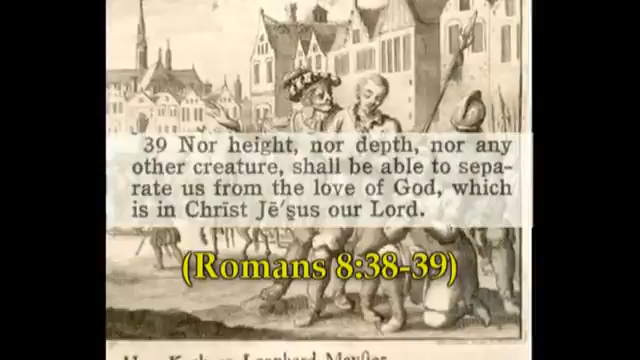 39 Nor height, nor depth, nor any
other creature, shall be able to sepa-
rate us from the love of God, which
is in Christ Jē′ṣus our Lord.
(Romans 8:38-39)